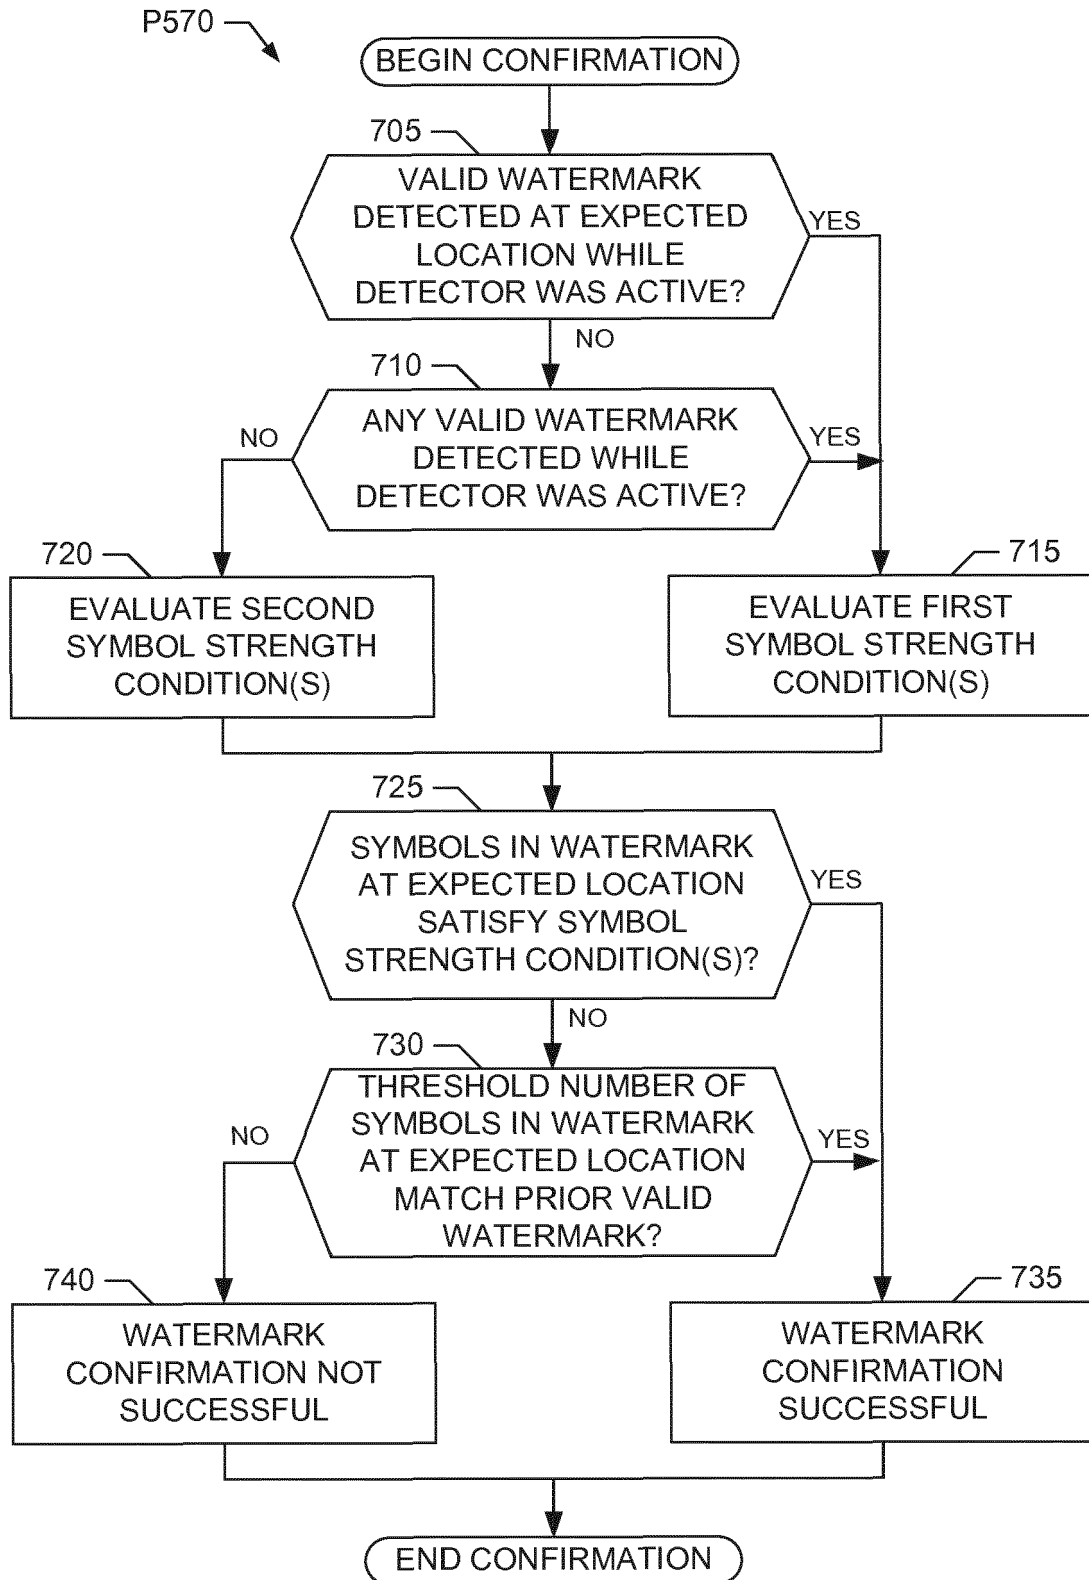 P570
BEGIN CONFIRMATION
705
VALID WATERMARK
DETECTED AT EXPECTED
LOCATION WHILE
DETECTOR WAS ACTIVE?
YES
NO
710
ANY VALID WATERMARK
DETECTED WHILE
DETECTOR WAS ACTIVE?
NO
YES
720
EVALUATE SECOND
SYMBOL STRENGTH
CONDITION(S)
715
EVALUATE FIRST
SYMBOL STRENGTH
CONDITION(S)
725
SYMBOLS IN WATERMARK
AT EXPECTED LOCATION
SATISFY SYMBOL
STRENGTH CONDITION(S)?
YES
NO
730
THRESHOLD NUMBER OF
SYMBOLS IN WATERMARK
AT EXPECTED LOCATION
MATCH PRIOR VALID
WATERMARK?
NO
YES
740
WATERMARK
CONFIRMATION NOT
SUCCESSFUL
735
WATERMARK
CONFIRMATION
SUCCESSFUL
END CONFIRMATION